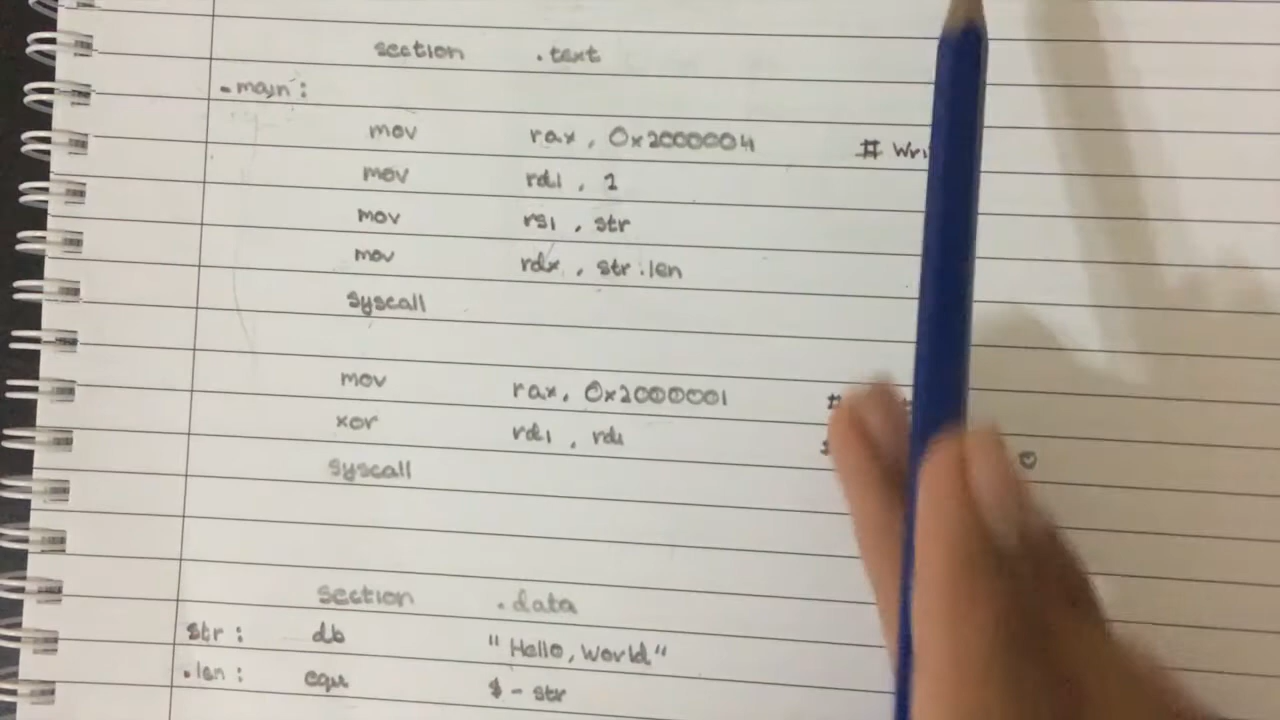 section .text
.main:
mov rax, 0x2000004 #
mov rdi, 1
mov rsi, str
mov rdx, str.len
syscall
mov rax, 0x2000001 #
xor rdi, rdi
syscall
section .data
str: db "Hello, World"
.len: equ $ - str